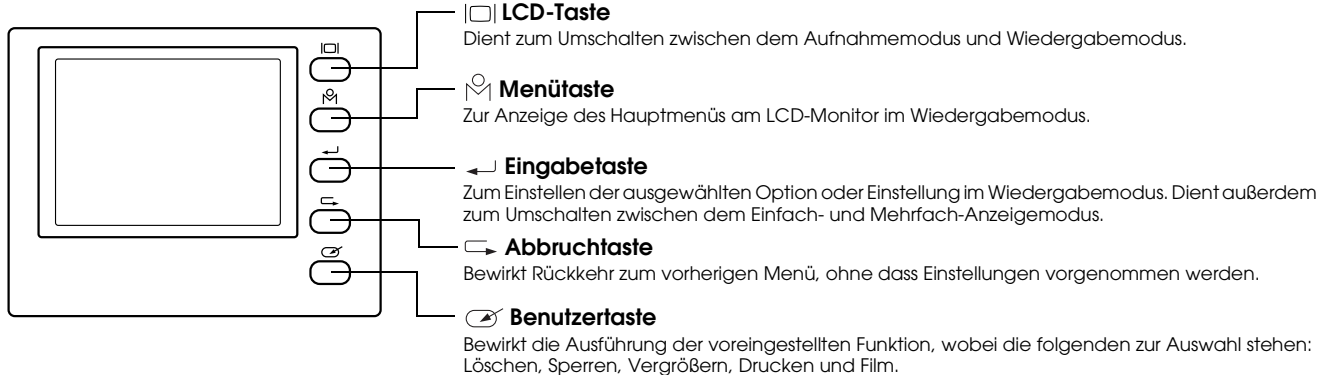 LCD-Taste
Dient zum Umschalten zwischen dem Aufnahmemodus und Wiedergabemodus.
Menütaste
Zur Anzeige des Hauptmenüs am LCD-Monitor im Wiedergabemodus.
Eingabetaste
Zum Einstellen der ausgewählten Option oder Einstellung im Wiedergabemodus. Dient außerdem
zum Umschalten zwischen dem Einfach- und Mehrfach-Anzeigemodus.
Abbruchtaste
Bewirkt Rückkehr zum vorherigen Menü, ohne dass Einstellungen vorgenommen werden.
Benutzertaste
Bewirkt die Ausführung der voreingestellten Funktion, wobei die folgenden zur Auswahl stehen:
Löschen, Sperren, Vergrößern, Drucken und Film.